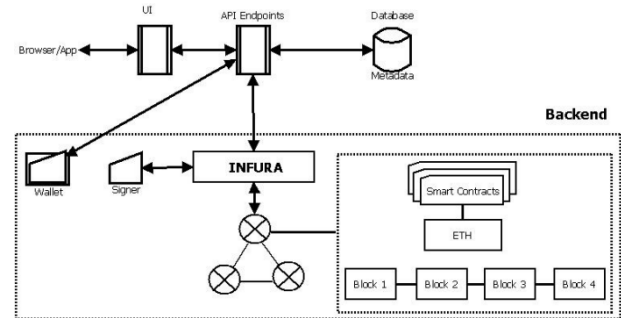 UI
API Endpoints
Database
Browser/App
Metadata
Backend
Wallet
Signer
INFURA
Smart Contracts
ETH
Block 1
Block 2
Block 3
Block 4